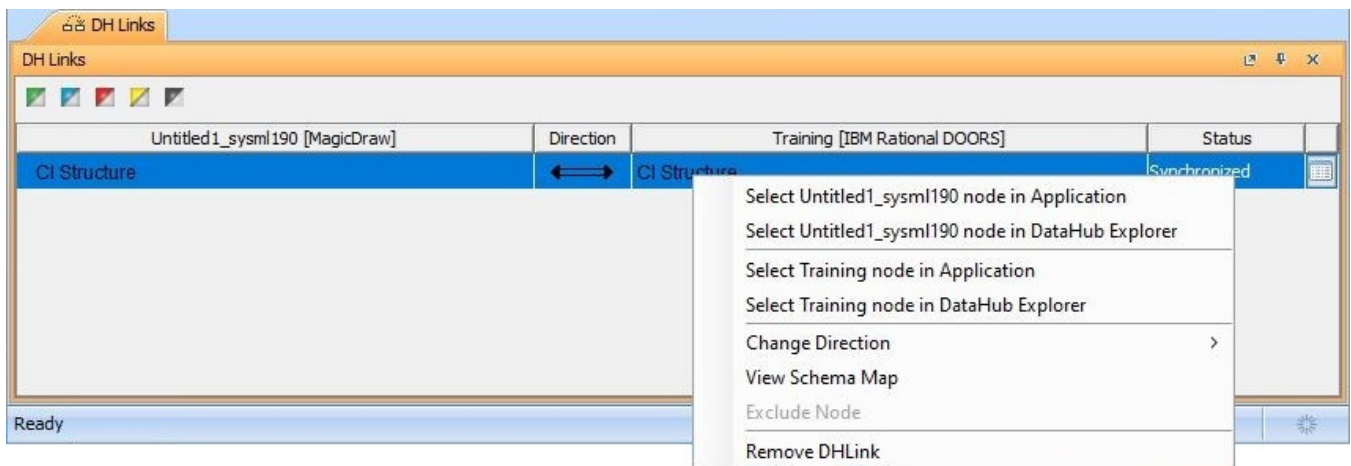 DH Links
DH Links
Untitled1_sysml190 [MagicDraw] Direction Training [IBM Rational DOORS] Status
CI Structure CI Structure Synchronized
Select Untitled1_sysml190 node in Application
Select Untitled1_sysml190 node in DataHub Explorer
Select Training node in Application
Select Training node in DataHub Explorer
Change Direction
View Schema Map
Exclude Node
Ready
Remove DHLink